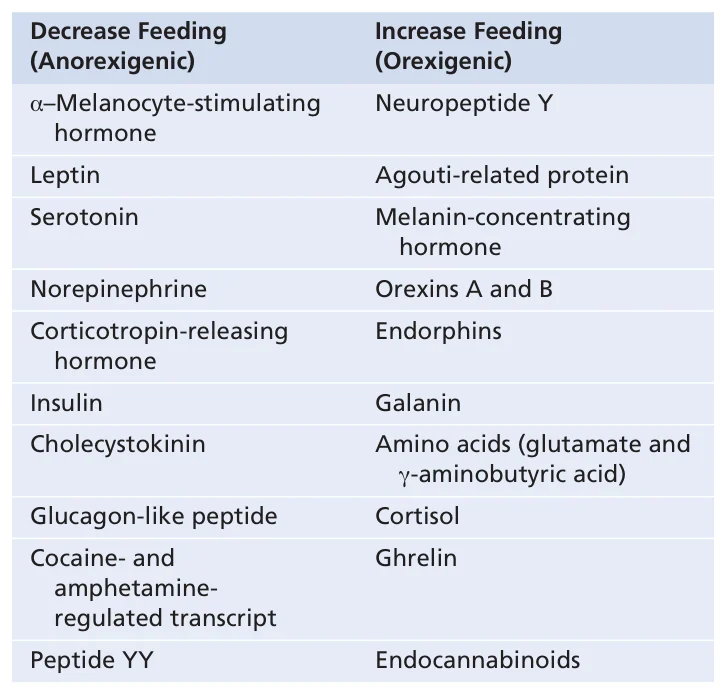 Decrease Feeding
(Anorexigenic)
Increase Feeding
(Orexigenic)
α–Melanocyte-stimulating
hormone
Neuropeptide Y
Leptin
Agouti-related protein
Serotonin
Melanin-concentrating
hormone
Norepinephrine
Orexins A and B
Corticotropin-releasing
hormone
Endorphins
Insulin
Galanin
Cholecystokinin
Amino acids (glutamate and
γ-aminobutyric acid)
Glucagon-like peptide
Cortisol
Cocaine- and
amphetamine-
regulated transcript
Ghrelin
Peptide YY
Endocannabinoids